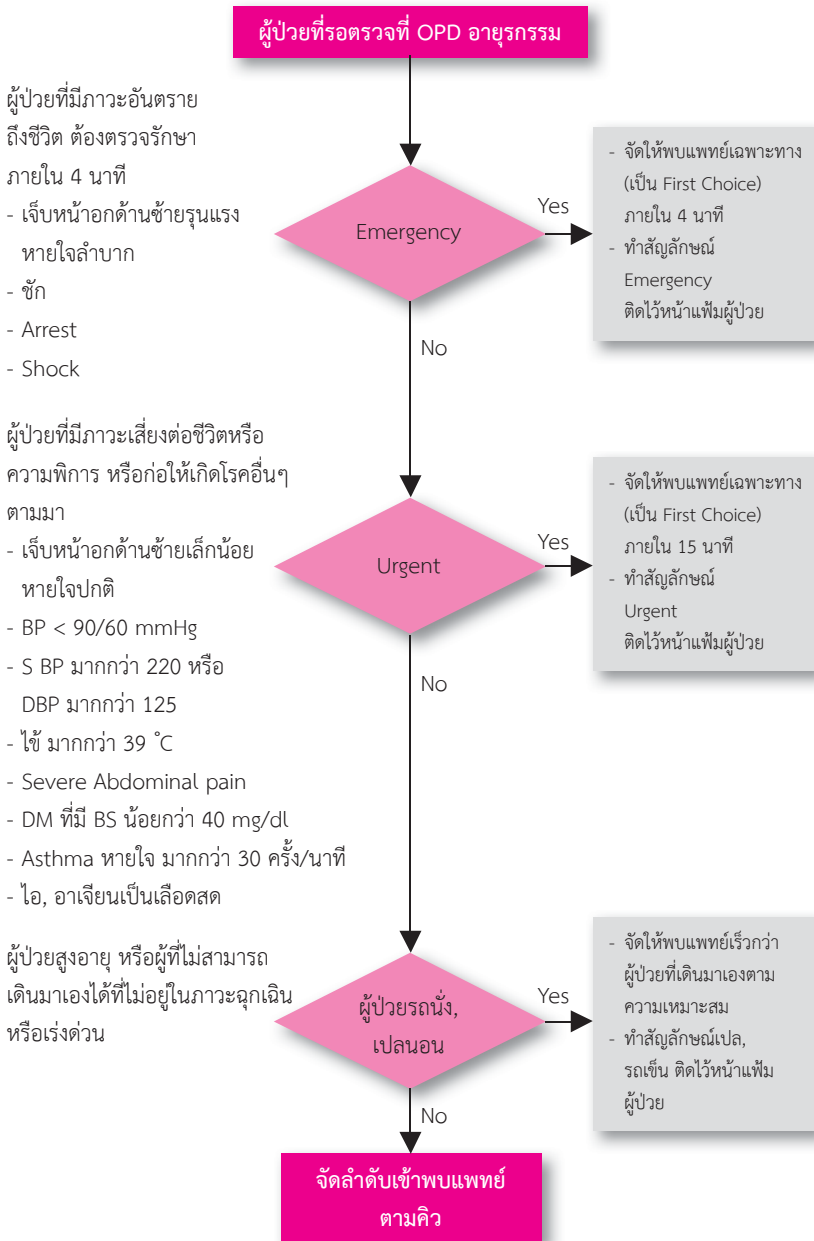 ผู้ป่วยที่รอตรวจที่ OPD อายุรกรรม
ผู้ป่วยที่มีภาวะอันตราย
ถึงชีวิต ต้องตรวจรักษา
ภายใน 4 นาที
- เจ็บหน้าอกด้านซ้ายรุนแรง
หายใจลำบาก
- ชัก
- Arrest
- Shock
Emergency
Yes
- จัดให้พบแพทย์เฉพาะทาง
(เป็น First Choice)
ภายใน 4 นาที
- ทำสัญลักษณ์
Emergency
ติดไว้หน้าแฟ้มผู้ป่วย
No
ผู้ป่วยที่มีภาวะเสี่ยงต่อชีวิตหรือ
ความพิการ หรือก่อให้เกิดโรคอื่นๆ
ตามมา
- เจ็บหน้าอกด้านซ้ายเล็กน้อย
หายใจปกติ
- BP < 90/60 mmHg
- S BP มากกว่า 220 หรือ
DBP มากกว่า 125
- ไข้ มากกว่า 39 °C
- Severe Abdominal pain
- DM ที่มี BS น้อยกว่า 40 mg/dl
- Asthma หายใจ มากกว่า 30 ครั้ง/นาที
- ไอ, อาเจียนเป็นเลือดสด
Urgent
Yes
- จัดให้พบแพทย์เฉพาะทาง
(เป็น First Choice)
ภายใน 15 นาที
- ทำสัญลักษณ์
Urgent
ติดไว้หน้าแฟ้มผู้ป่วย
No
ผู้ป่วยสูงอายุ หรือผู้ที่ไม่สามารถ
เดินมาเองได้ที่ไม่อยู่ในภาวะฉุกเฉิน
หรือเร่งด่วน
ผู้ป่วยรถนั่ง,
เปลนอน
Yes
- จัดให้พบแพทย์เร็วกว่า
ผู้ป่วยที่เดินมาเองตาม
ความเหมาะสม
- ทำสัญลักษณ์เปล,
รถเข็น ติดไว้หน้าแฟ้ม
ผู้ป่วย
No
จัดลำดับเข้าพบแพทย์
ตามคิว